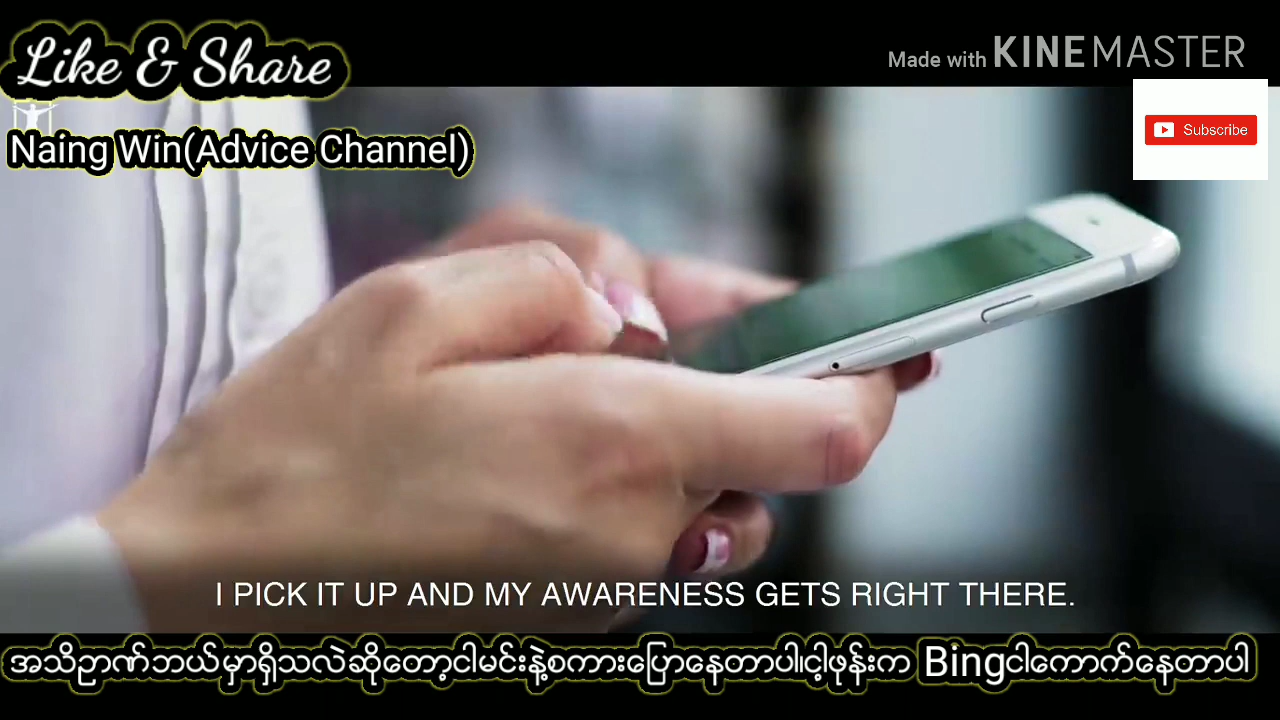 Like & Share
Made with KINEMASTER
Subscribe
Naing Win(Advice Channel)
I PICK IT UP AND MY AWARENESS GETS RIGHT THERE.
အသိဉာဏ်ဘယ်မှာရှိသလဲဆိုတော့ငါမင်းနဲ့စကားပြောနေတာပါ၊ငါ့ဖုန်းက Bingငါကောက်နေတာပါ